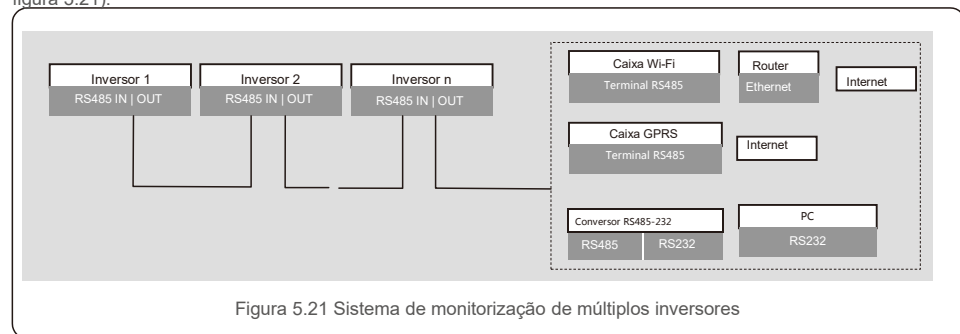 figura 5.21).
Inversor 1
RS485 IN | OUT
Inversor 2
RS485 IN | OUT
Inversor n
RS485 IN | OUT
Caixa Wi-Fi
Terminal RS485
Router
Ethernet
Internet
Caixa GPRS
Terminal RS485
Internet
Conversor RS485-232
RS485
RS232
PC
RS232
Figura 5.21 Sistema de monitorização de múltiplos inversores